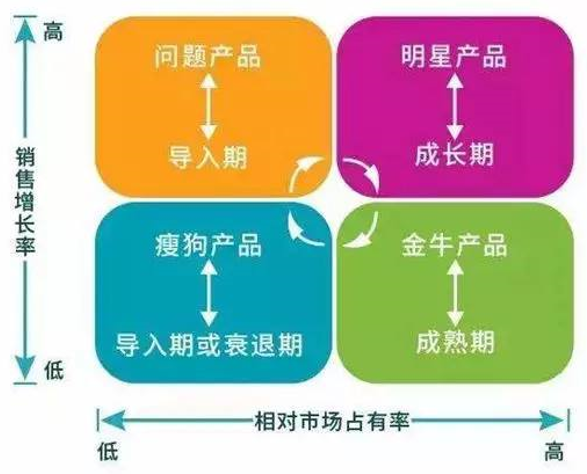 高
问题产品
导入期
明星产品
成长期
销售增长率
瘦狗产品
导入期或衰退期
金牛产品
成熟期
低
相对市场占有率
低
高